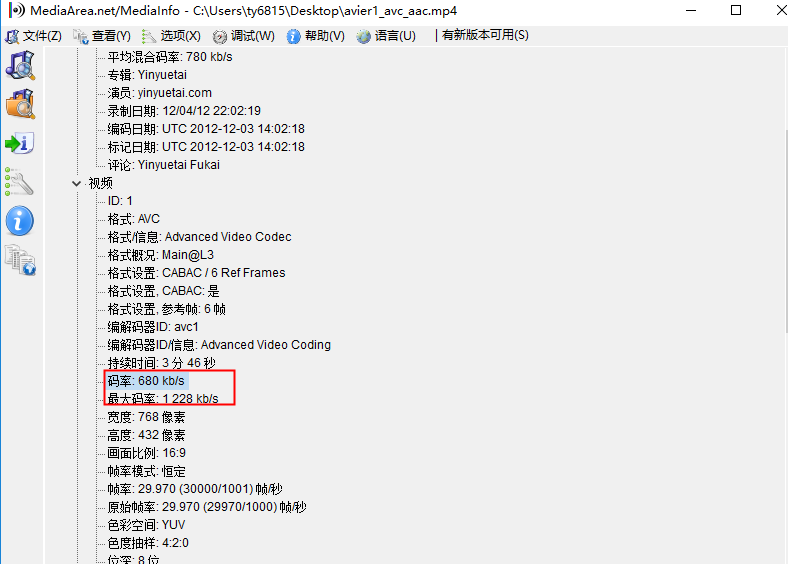 MediaArea.net/MediaInfo - C:\Users\ty6815\Desktop\avier1_avc_aac.mp4
文件(Z) 查看(Y) 选项(X) 调试(W) 帮助(V) 语言(U) | 有新版本可用(S)
平均混合码率: 780 kb/s
专辑: Yinyuetai
演员: yinyuetai.com
录制日期: 12/04/12 22:02:19
编码日期: UTC 2012-12-03 14:02:18
标记日期: UTC 2012-12-03 14:02:18
评论: Yinyuetai Fukai
视频
ID: 1
格式: AVC
格式/信息: Advanced Video Codec
格式概况: Main@L3
格式设置: CABAC / 6 Ref Frames
格式设置, CABAC: 是
格式设置, 参考帧: 6 帧
编解码器ID: avc1
编解码器ID/信息: Advanced Video Coding
持续时间: 3 分 46 秒
码率: 680 kb/s
最大码率: 1 228 kb/s
宽度: 768 像素
高度: 432 像素
画面比例: 16:9
帧率模式: 恒定
帧率: 29.970 (30000/1001) 帧/秒
原始帧率: 29.970 (29970/1000) 帧/秒
色彩空间: YUV
色度抽样: 4:2:0
位深: 8 位